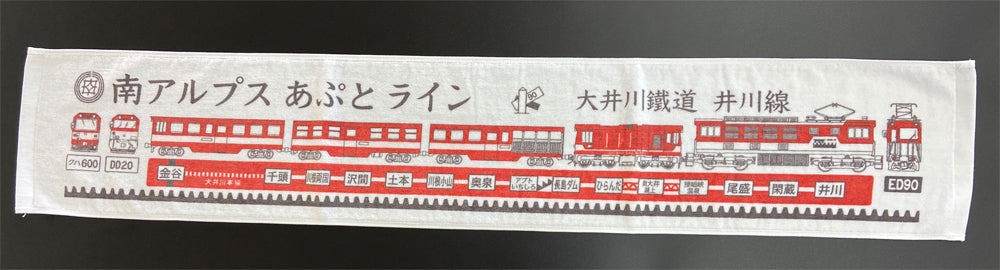 南アルプス あぷと ライン
大井川鐵道 井川線
90
クハ600
DD20
金谷
大井川本線
千頭
川根両国
沢間
土本
川根小山
奥泉
アプト
いちしろ
長島ダム
ひらんだ
奥大井
湖上
接岨峡
温泉
尾盛
閑蔵
井川
ED90